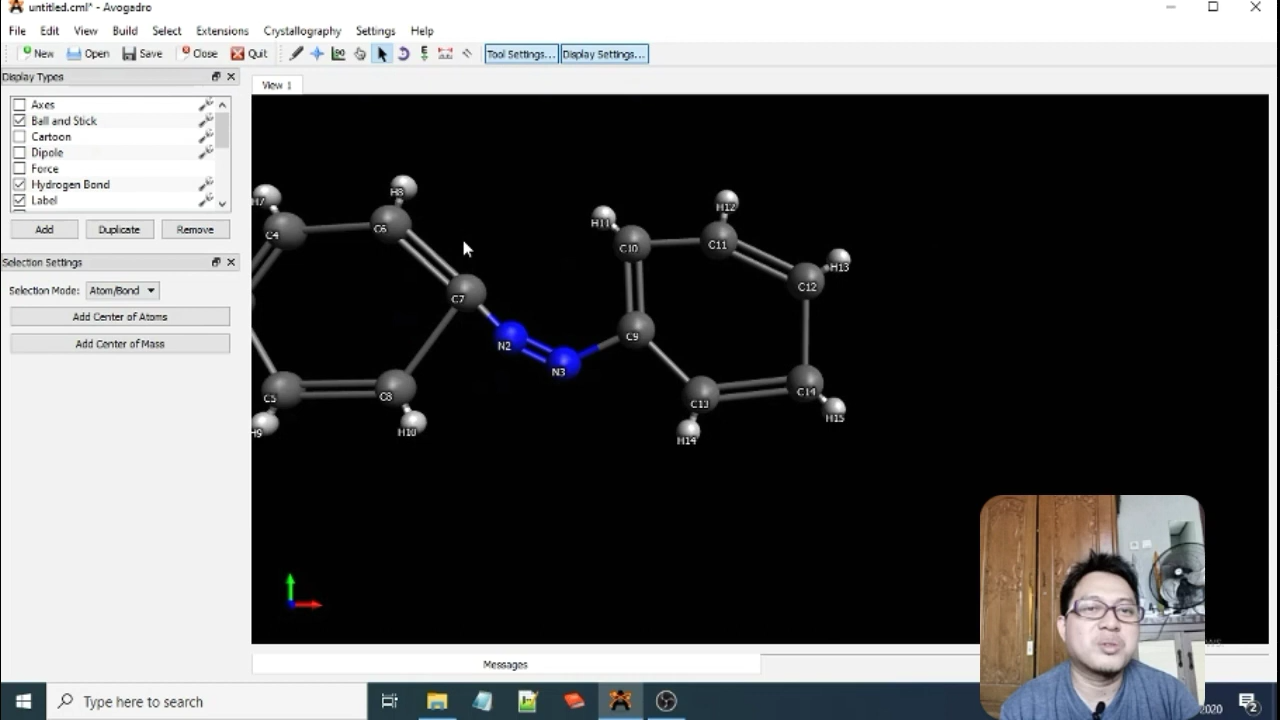 untitled.cml* - Avogadro
File Edit View Build Select Extensions Crystallography Settings Help
New Open Save Close Quit Tool Settings... Display Settings...
Display Types
View 1
Axes
Ball and Stick
Cartoon
Dipole
Force
Hydrogen Bond
Label
Add Duplicate Remove
Selection Settings
Selection Mode: Atom/Bond
Add Center of Atoms
Add Center of Mass
H7 H8 H11 H12
C4 C6 C10 C11 H13
C7 C12
N2 C9
N3
C5 C8 C13 C14
H9 H10 H14 H15
Messages
Type here to search
2020 2